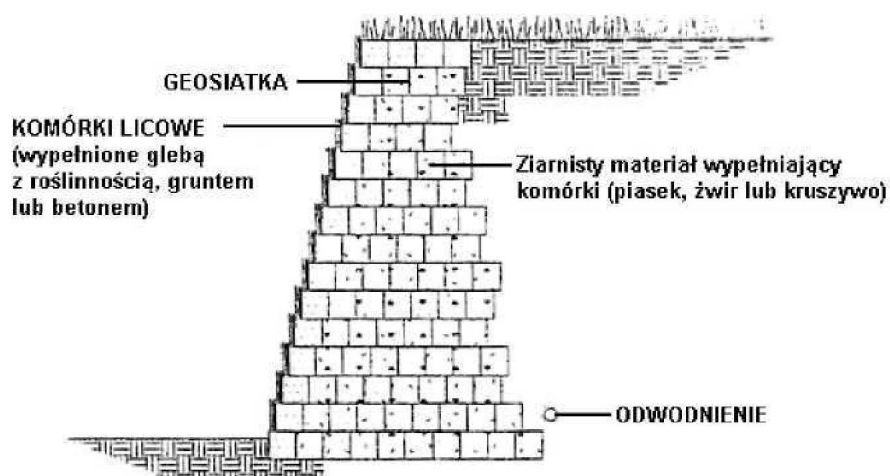 GEOSIATKA
KOMÓRKI LICOWE
(wypełnione glebą
z roślinnością, gruntem
lub betonem)
Ziarnisty materiał wypełniający
komórki (piasek, żwir lub kruszywo)
ODWODNIENIE